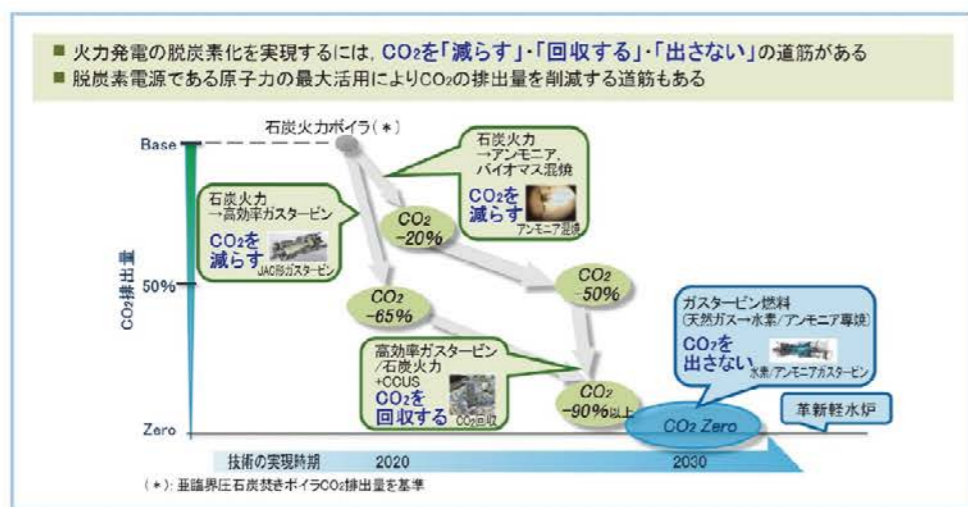 ■ 火力発電の脱炭素化を実現するには，CO₂を「減らす」・「回収する」・「出さない」の道筋がある
■ 脱炭素電源である原子力の最大活用によりCO₂の排出量を削減する道筋もある
石炭火力ボイラ(＊)
Base
石炭火力
→アンモニア，
バイオマス混焼
CO₂を
減らす
アンモニア混焼
石炭火力
→高効率ガスタービン
CO₂を
減らす
JAC形ガスタービン
CO₂
-20%
CO₂排出量
50%
CO₂
-50%
CO₂
-65%
ガスタービン燃料
(天然ガス→水素/アンモニア専焼)
CO₂を
出さない
水素/アンモニアガスタービン
高効率ガスタービン
/石炭火力
+CCUS
CO₂を
回収する
CO₂回収
CO₂
-90%以上
革新軽水炉
CO₂ Zero
Zero
技術の実現時期
2020
2030
(＊)：亜臨界圧石炭焚きボイラCO₂排出量を基準